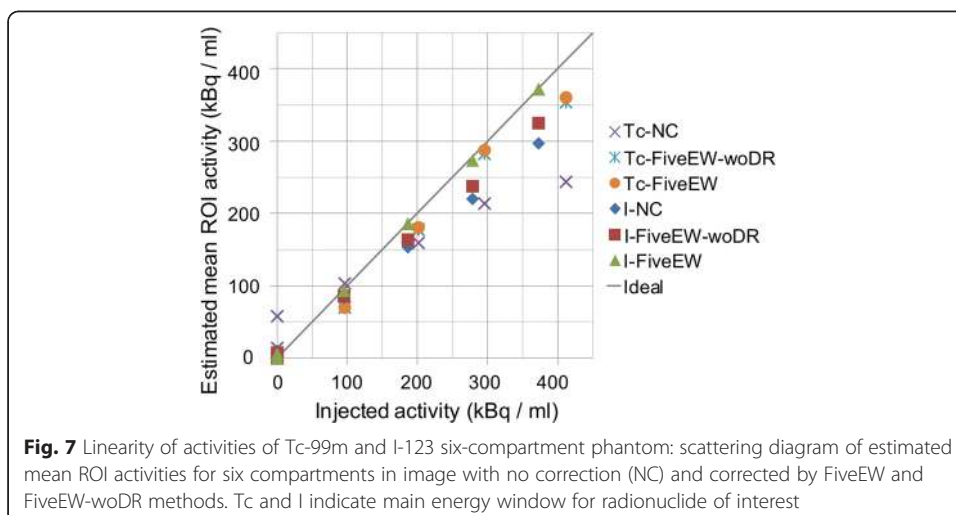 Estimated mean ROI activity (kBq / ml)
400
300
200
100
0
0 100 200 300 400
Injected activity (kBq / ml)
Tc-NC
Tc-FiveEW-woDR
Tc-FiveEW
I-NC
I-FiveEW-woDR
I-FiveEW
Ideal
Fig. 7 Linearity of activities of Tc-99m and I-123 six-compartment phantom: scattering diagram of estimated
mean ROI activities for six compartments in image with no correction (NC) and corrected by FiveEW and
FiveEW-woDR methods. Tc and I indicate main energy window for radionuclide of interest